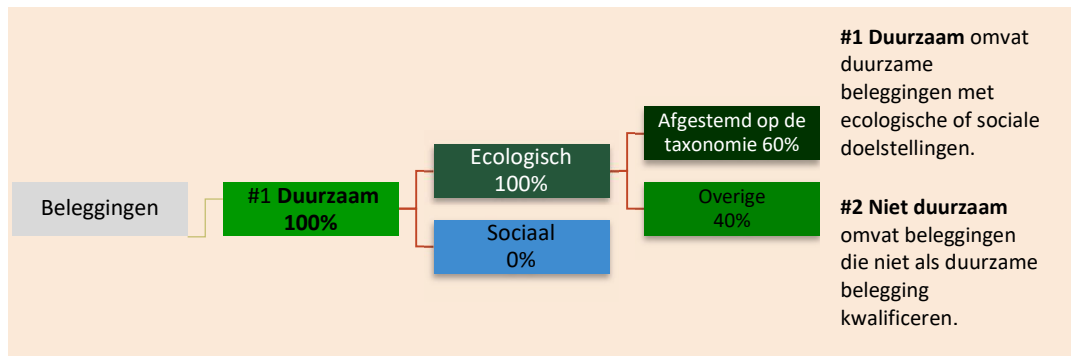 Beleggingen
#1 Duurzaam
100%
Ecologisch
100%
Sociaal
0%
Afgestemd op de
taxonomie 60%
Overige
40%
#1 Duurzaam omvat
duurzame
beleggingen met
ecologische of sociale
doelstellingen.
#2 Niet duurzaam
omvat beleggingen
die niet als duurzame
belegging
kwalificeren.